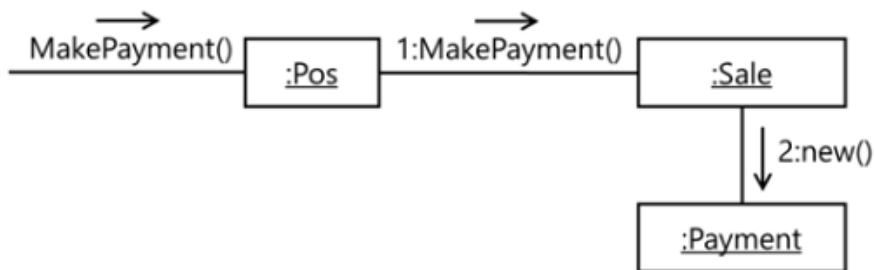 MakePayment()
:Pos
1:MakePayment()
:Sale
2:new()
:Payment